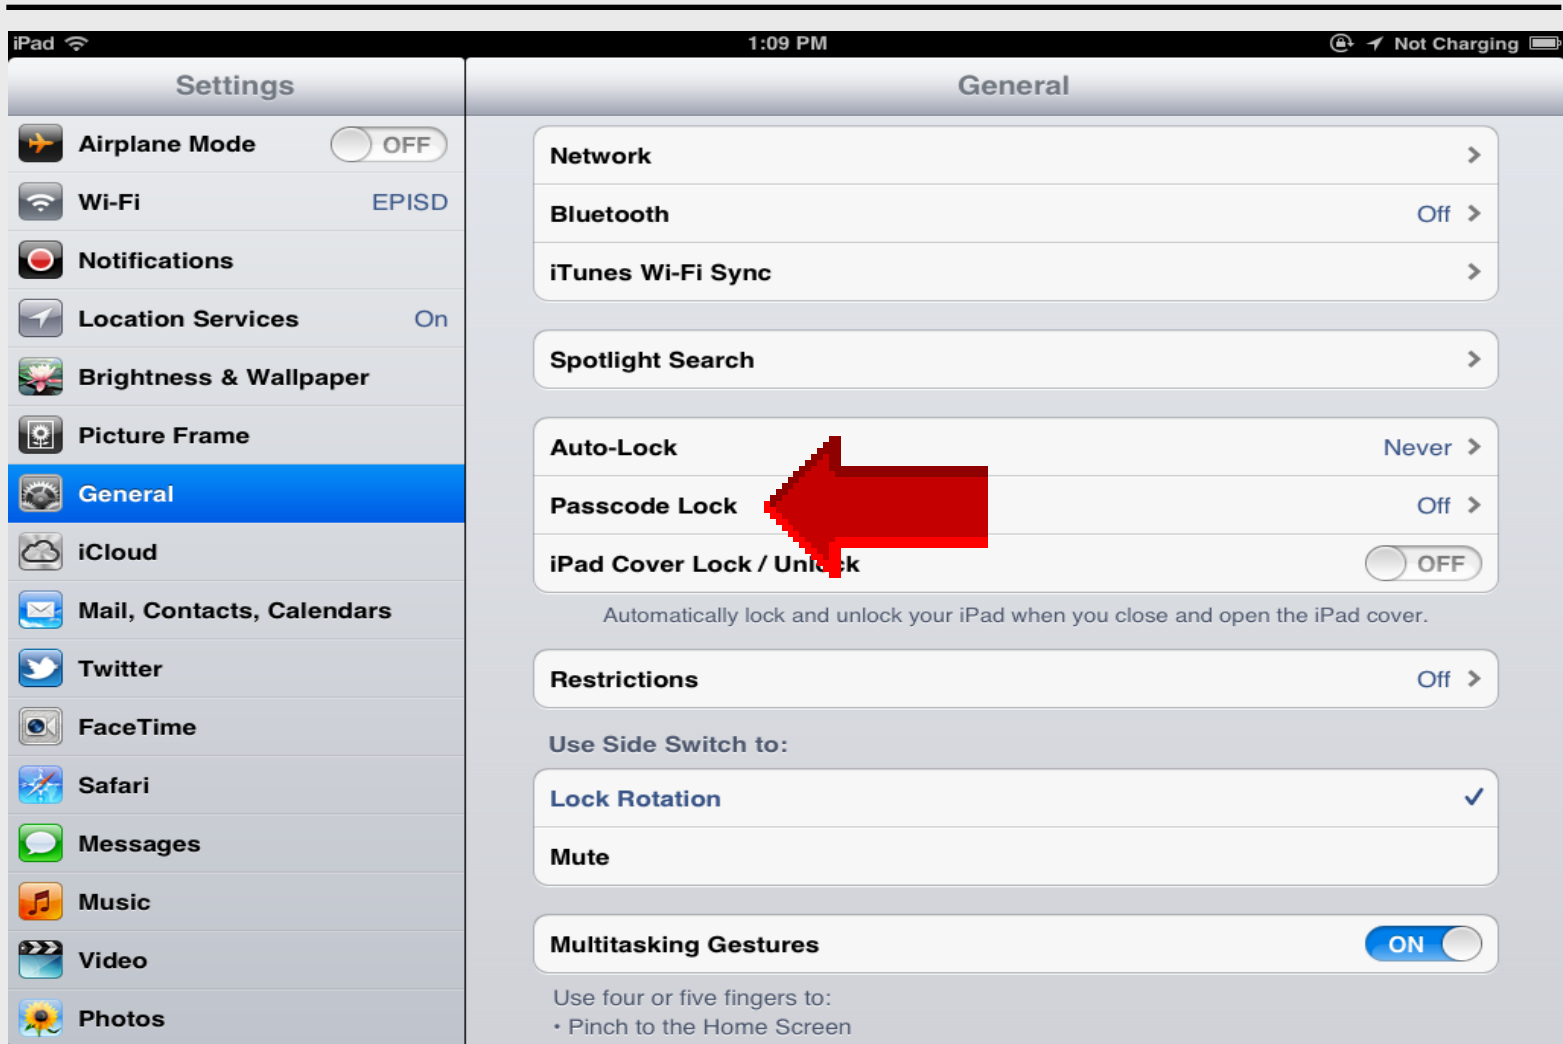 iPad 1:09 PM Not Charging
Settings
Airplane Mode OFF
Wi-Fi EPISD
Notifications
Location Services On
Brightness & Wallpaper
Picture Frame
General
iCloud
Mail, Contacts, Calendars
Twitter
FaceTime
Safari
Messages
Music
Video
Photos
General
Network
Bluetooth Off
iTunes Wi-Fi Sync
Spotlight Search
Auto-Lock Never
Passcode Lock Off
iPad Cover Lock / Unlock OFF
Automatically lock and unlock your iPad when you close and open the iPad cover.
Restrictions Off
Use Side Switch to:
Lock Rotation
Mute
Multitasking Gestures ON
Use four or five fingers to:
• Pinch to the Home Screen